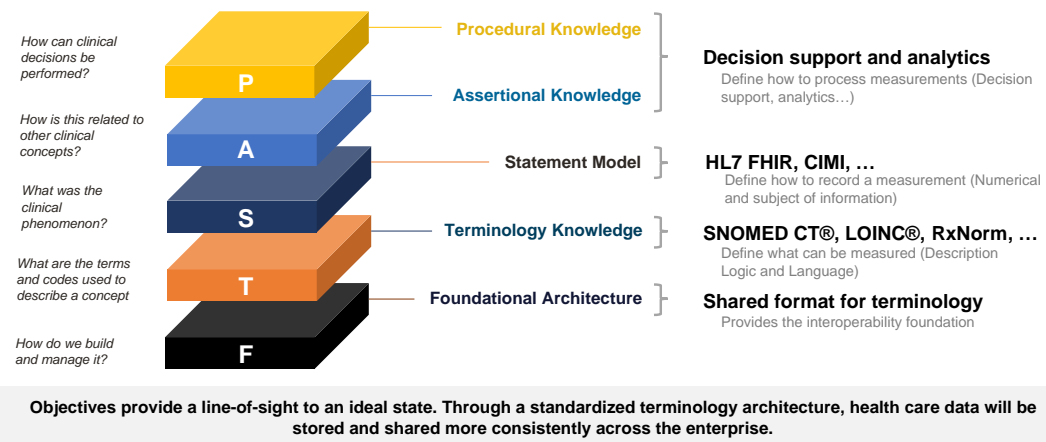 How can clinical
decisions be
performed?
P
Procedural Knowledge
Decision support and analytics
Define how to process measurements (Decision
support, analytics…)
How is this related to
other clinical
concepts?
A
Assertional Knowledge
What was the
clinical
phenomenon?
S
Statement Model
HL7 FHIR, CIMI, …
Define how to record a measurement (Numerical
and subject of information)
What are the terms
and codes used to
describe a concept
T
Terminology Knowledge
SNOMED CT®, LOINC®, RxNorm, …
Define what can be measured (Description
Logic and Language)
How do we build
and manage it?
F
Foundational Architecture
Shared format for terminology
Provides the interoperability foundation
Objectives provide a line-of-sight to an ideal state. Through a standardized terminology architecture, health care data will be
stored and shared more consistently across the enterprise.